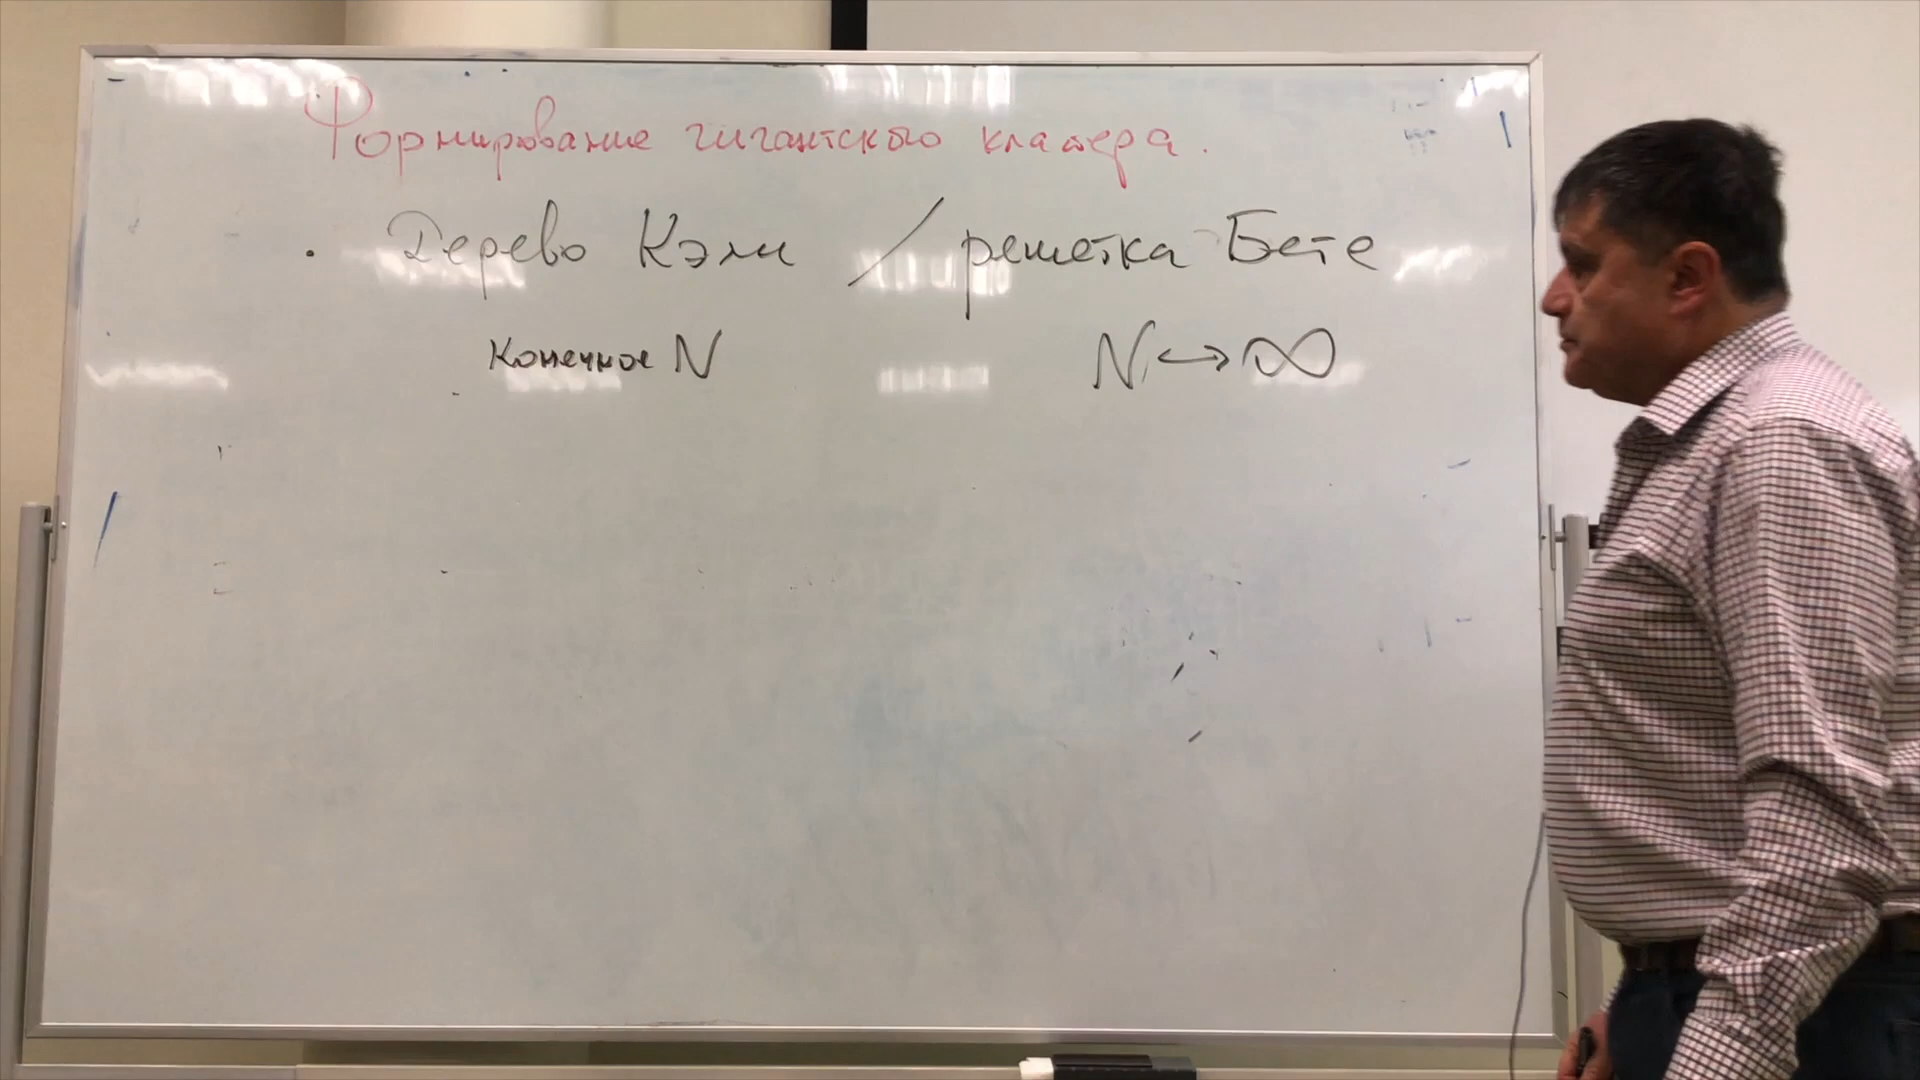 Формирование гигантского кластера.
· Дерево Кэли / решетка Бете
Конечное N N ↔ ∞